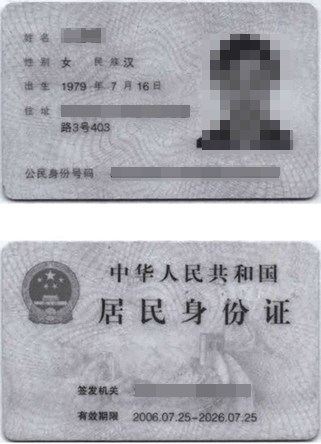 姓名
性别 女 民族 汉
出生 1979 年 7 月 16 日
住址
路3号403
公民身份号码
中华人民共和国
居民身份证
签发机关
有效期限 2006.07.25-2026.07.25